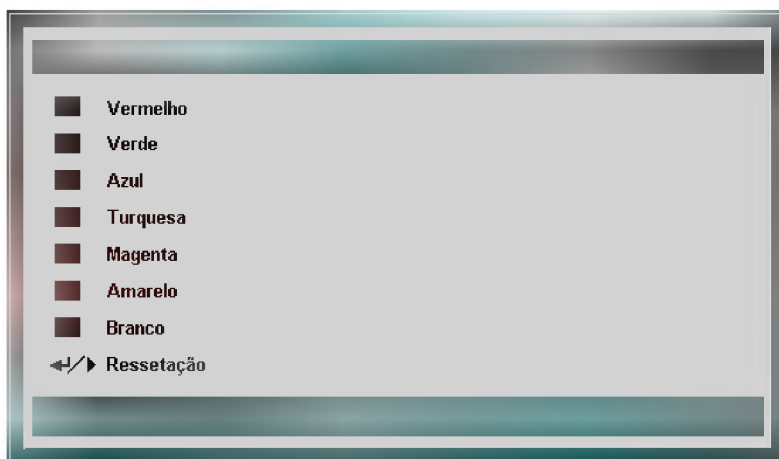 Vermelho
Verde
Azul
Turquesa
Magenta
Amarelo
Branco
Ressetação